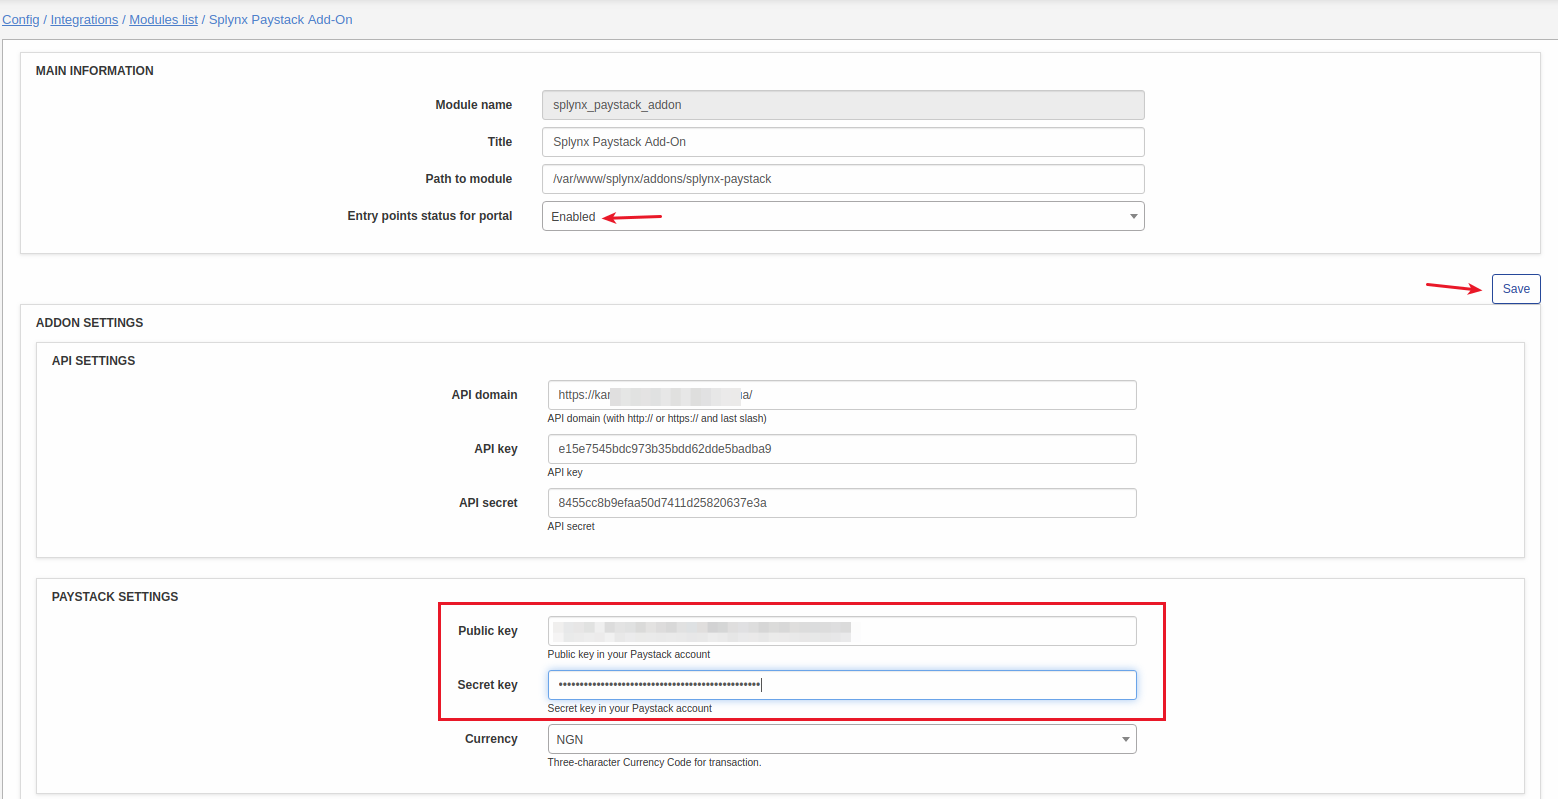 Config / Integrations / Modules list / Splynx Paystack Add-On
MAIN INFORMATION
Module name splynx_paystack_addon
Title Splynx Paystack Add-On
Path to module /var/www/splynx/addons/splynx-paystack
Entry points status for portal Enabled
Save
ADDON SETTINGS
API SETTINGS
API domain https://kar a/
API domain (with http:// or https:// and last slash)
API key e15e7545bdc973b35bdd62dde5badba9
API key
API secret 8455cc8b9efaa50d7411d25820637e3a
API secret
PAYSTACK SETTINGS
Public key
Public key in your Paystack account
Secret key
Secret key in your Paystack account
Currency NGN
Three-character Currency Code for transaction.